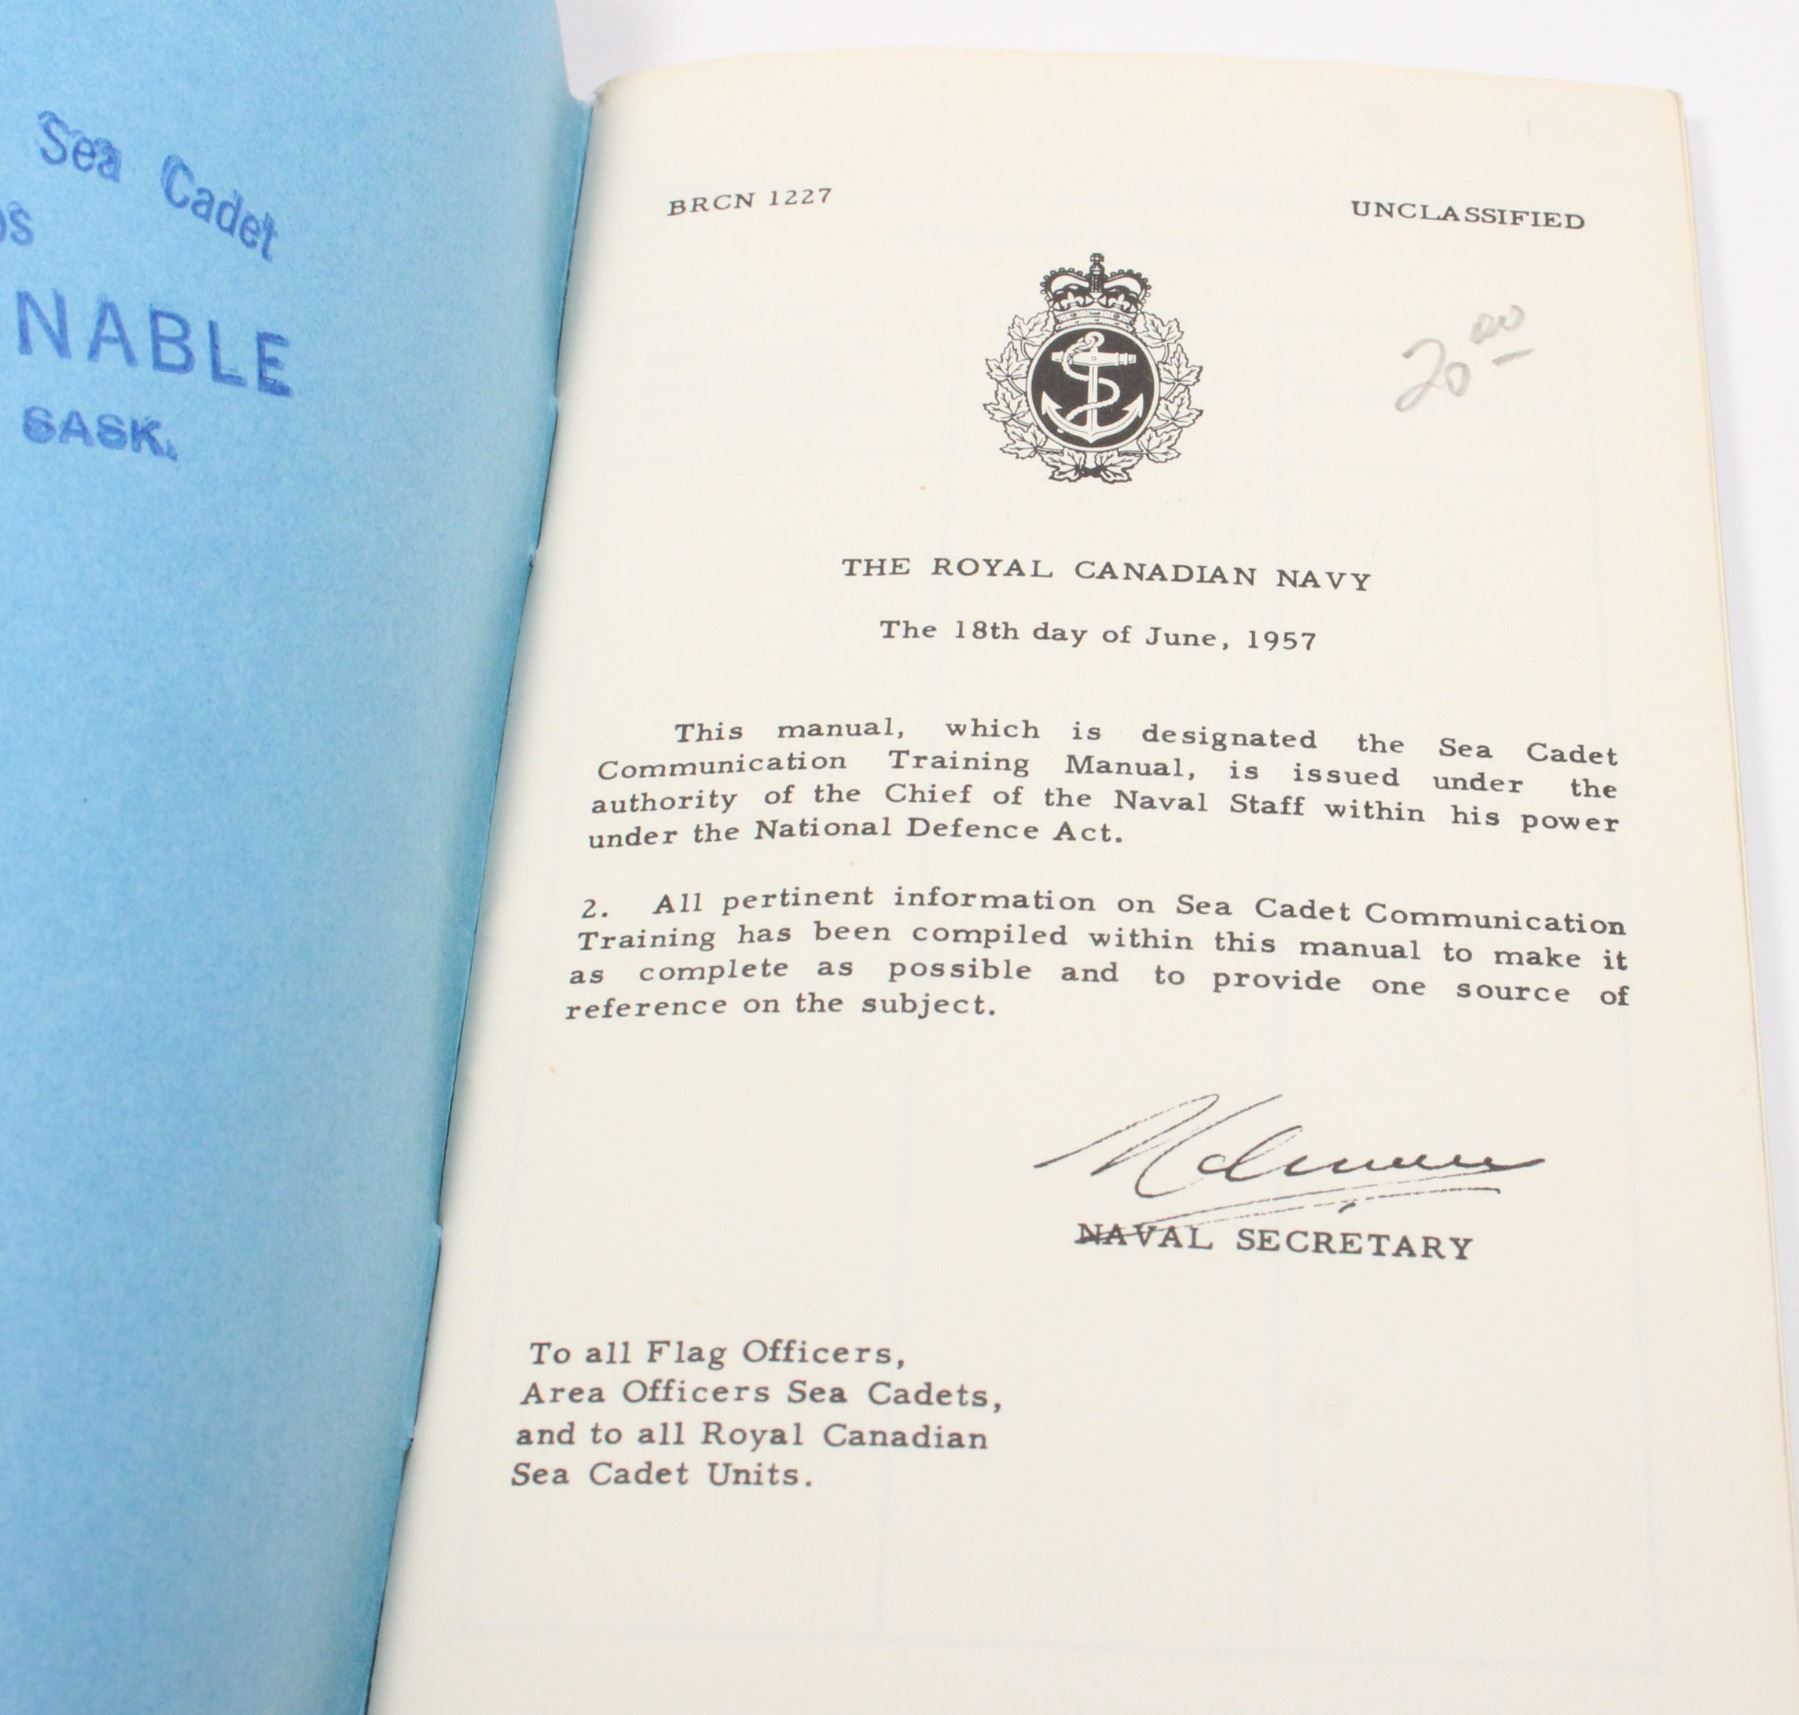 Sea Cadet
NABLE
SASK.
BRCN 1227
UNCLASSIFIED
20.00
THE ROYAL CANADIAN NAVY
The 18th day of June, 1957
This manual, which is designated the Sea Cadet
Communication Training Manual, is issued under the
authority of the Chief of the Naval Staff within his power
under the National Defence Act.
2. All pertinent information on Sea Cadet Communication
Training has been compiled within this manual to make it
as complete as possible and to provide one source of
reference on the subject.
NAVAL SECRETARY
To all Flag Officers,
Area Officers Sea Cadets,
and to all Royal Canadian
Sea Cadet Units.